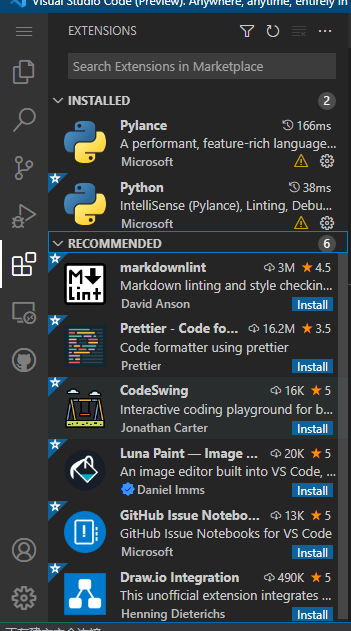 Visual Studio Code (Preview). Anywhere, anytime, entirely in
EXTENSIONS
Search Extensions in Marketplace
INSTALLED 2
Pylance 166ms
A performant, feature-rich language...
Microsoft
Python 38ms
IntelliSense (Pylance), Linting, Debu...
Microsoft
RECOMMENDED 6
M Lint
markdownlint 3M 4.5
Markdown linting and style checkin...
David Anson Install
Prettier - Code fo... 16.2M 3.5
Code formatter using prettier
Prettier Install
CodeSwing 16K 5
Interactive coding playground for b...
Jonathan Carter Install
Luna Paint — Image ... 20K 5
An image editor built into VS Code, ...
Daniel Imms Install
GitHub Issue Notebo... 13K 5
GitHub Issue Notebooks for VS Code
Microsoft Install
Draw.io Integration 490K 5
This unofficial extension integrates ...
Henning Dieterichs Install